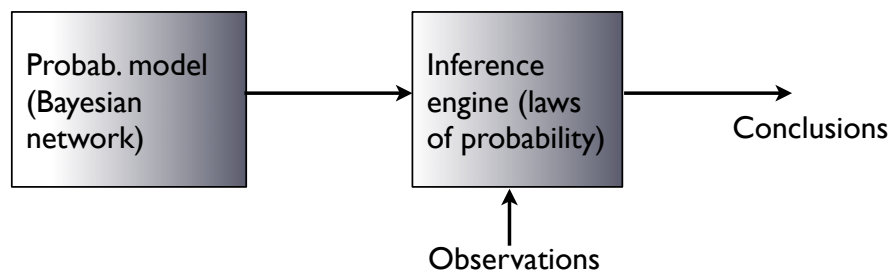 Probab. model
(Bayesian
network)
Inference
engine (laws
of probability)
Conclusions
Observations